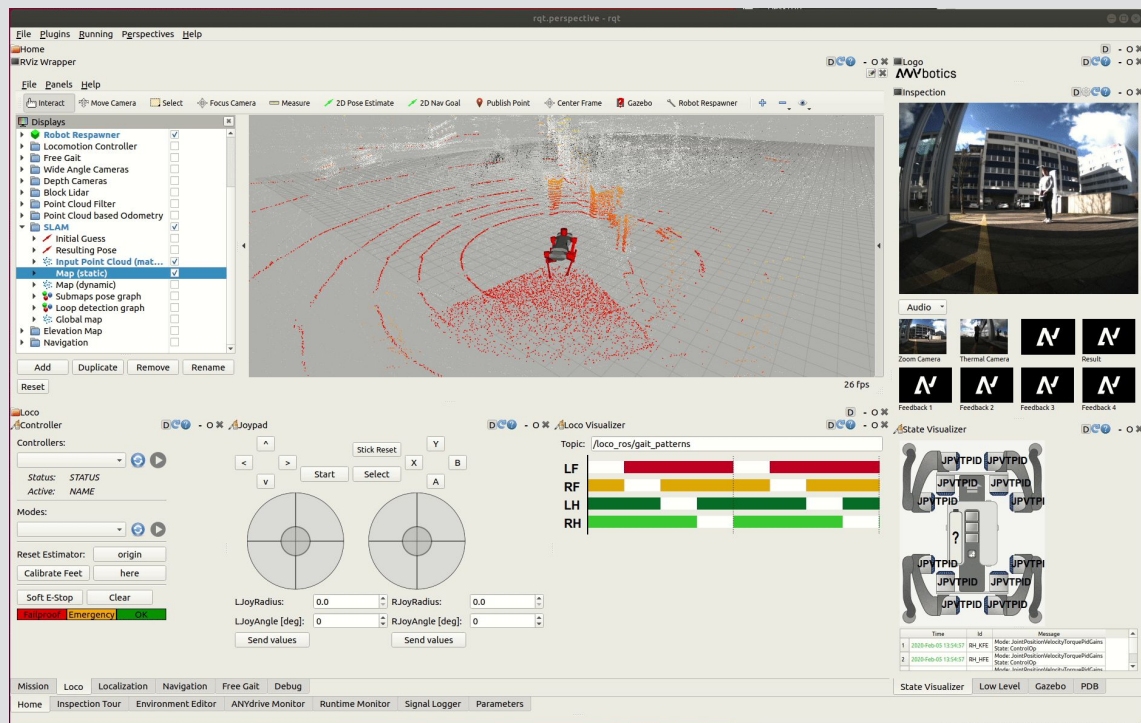 rqt.perspective - rqt
File Plugins Running Perspectives Help
Home
D - O ✖
RViz Wrapper
D - O ✖
Logo
D - O ✖
ANYbotics
File Panels Help
Interact Move Camera Select Focus Camera Measure 2D Pose Estimate 2D Nav Goal Publish Point Center Frame Gazebo Robot Respawner
Inspection
D - O ✖
Displays
Robot Respawner
Locomotion Controller
Free Gait
Wide Angle Cameras
Depth Cameras
Block Lidar
Point Cloud Filter
Point Cloud based Odometry
SLAM
Initial Guess
Resulting Pose
Input Point Cloud (mat...
Map (static)
Map (dynamic)
Submaps pose graph
Loop detection graph
Global map
Elevation Map
Navigation
Add Duplicate Remove Rename
Reset
26 fps
Audio
Zoom Camera Thermal Camera Result
Feedback 1 Feedback 2 Feedback 3 Feedback 4
Loco
D - O ✖
Controller
D - O ✖
Joypad
D - O ✖
Loco Visualizer
D - O ✖
State Visualizer
D - O ✖
Controllers:
Status: STATUS
Active: NAME
Modes:
Reset Estimator: origin
Calibrate Feet here
Soft E-Stop Clear
Failproof Emergency OK
^
< >
v
Start Select
Stick Reset
Y
X B
A
LJoyRadius: 0.0 RJoyRadius: 0.0
LJoyAngle [deg]: 0 RJoyAngle [deg]: 0
Send values Send values
Topic: /loco_ros/gait_patterns
LF
RF
LH
RH
JPVTPID JPVTPID
JPVTPID JPVTPID
JPVTPID JPVTPI
?
JPVTPID JPVTPID
JPVTPID JPVTPID
JPVTPID JPVTPI
Time Id Message
1 2020-Feb-05 13:54:57 RH_KFE Mode: JointPositionVelocityTorquePidGains
State: ControlOp
2 2020-Feb-05 13:54:57 RH_HFE Mode: JointPositionVelocityTorquePidGains
State: ControlOp
Mode: JointPositionVelocityTorquePidGains
Mission Loco Localization Navigation Free Gait Debug
State Visualizer Low Level Gazebo PDB
Home Inspection Tour Environment Editor ANYdrive Monitor Runtime Monitor Signal Logger Parameters